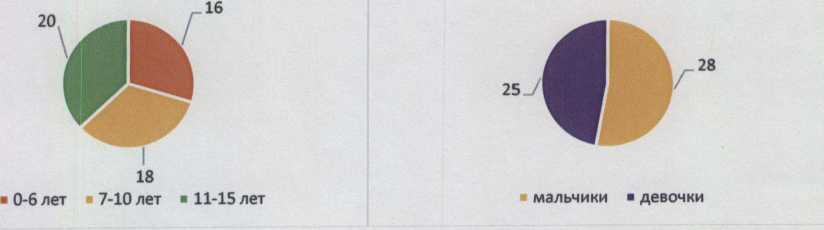 20
16
18
0-6 лет 7-10 лет 11-15 лет
25
28
мальчики девочки